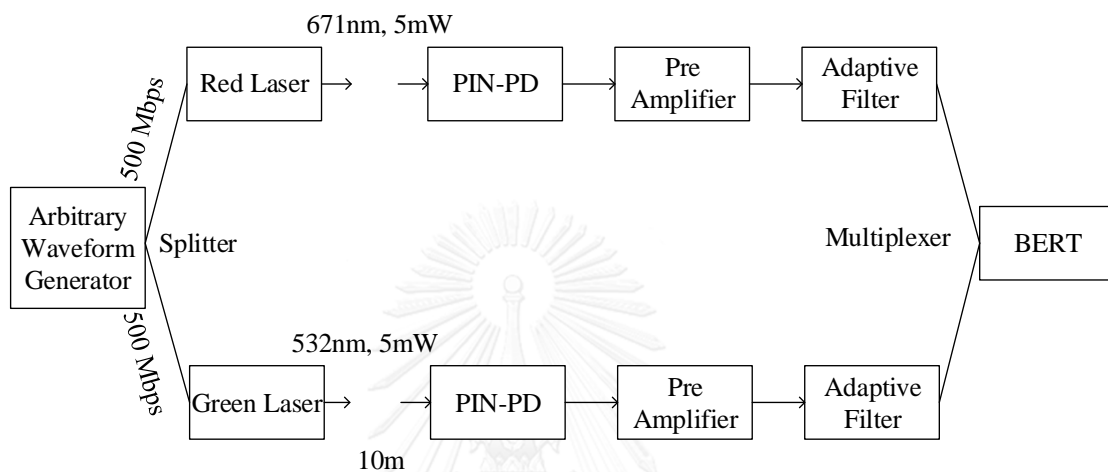 671nm, 5mW
Red Laser
PIN-PD
Pre
Amplifier
Adaptive
Filter
500 Mbps
Arbitrary
Waveform
Generator
Splitter
Multiplexer
BERT
500 Mbps
532nm, 5mW
Green Laser
PIN-PD
Pre
Amplifier
Adaptive
Filter
10m